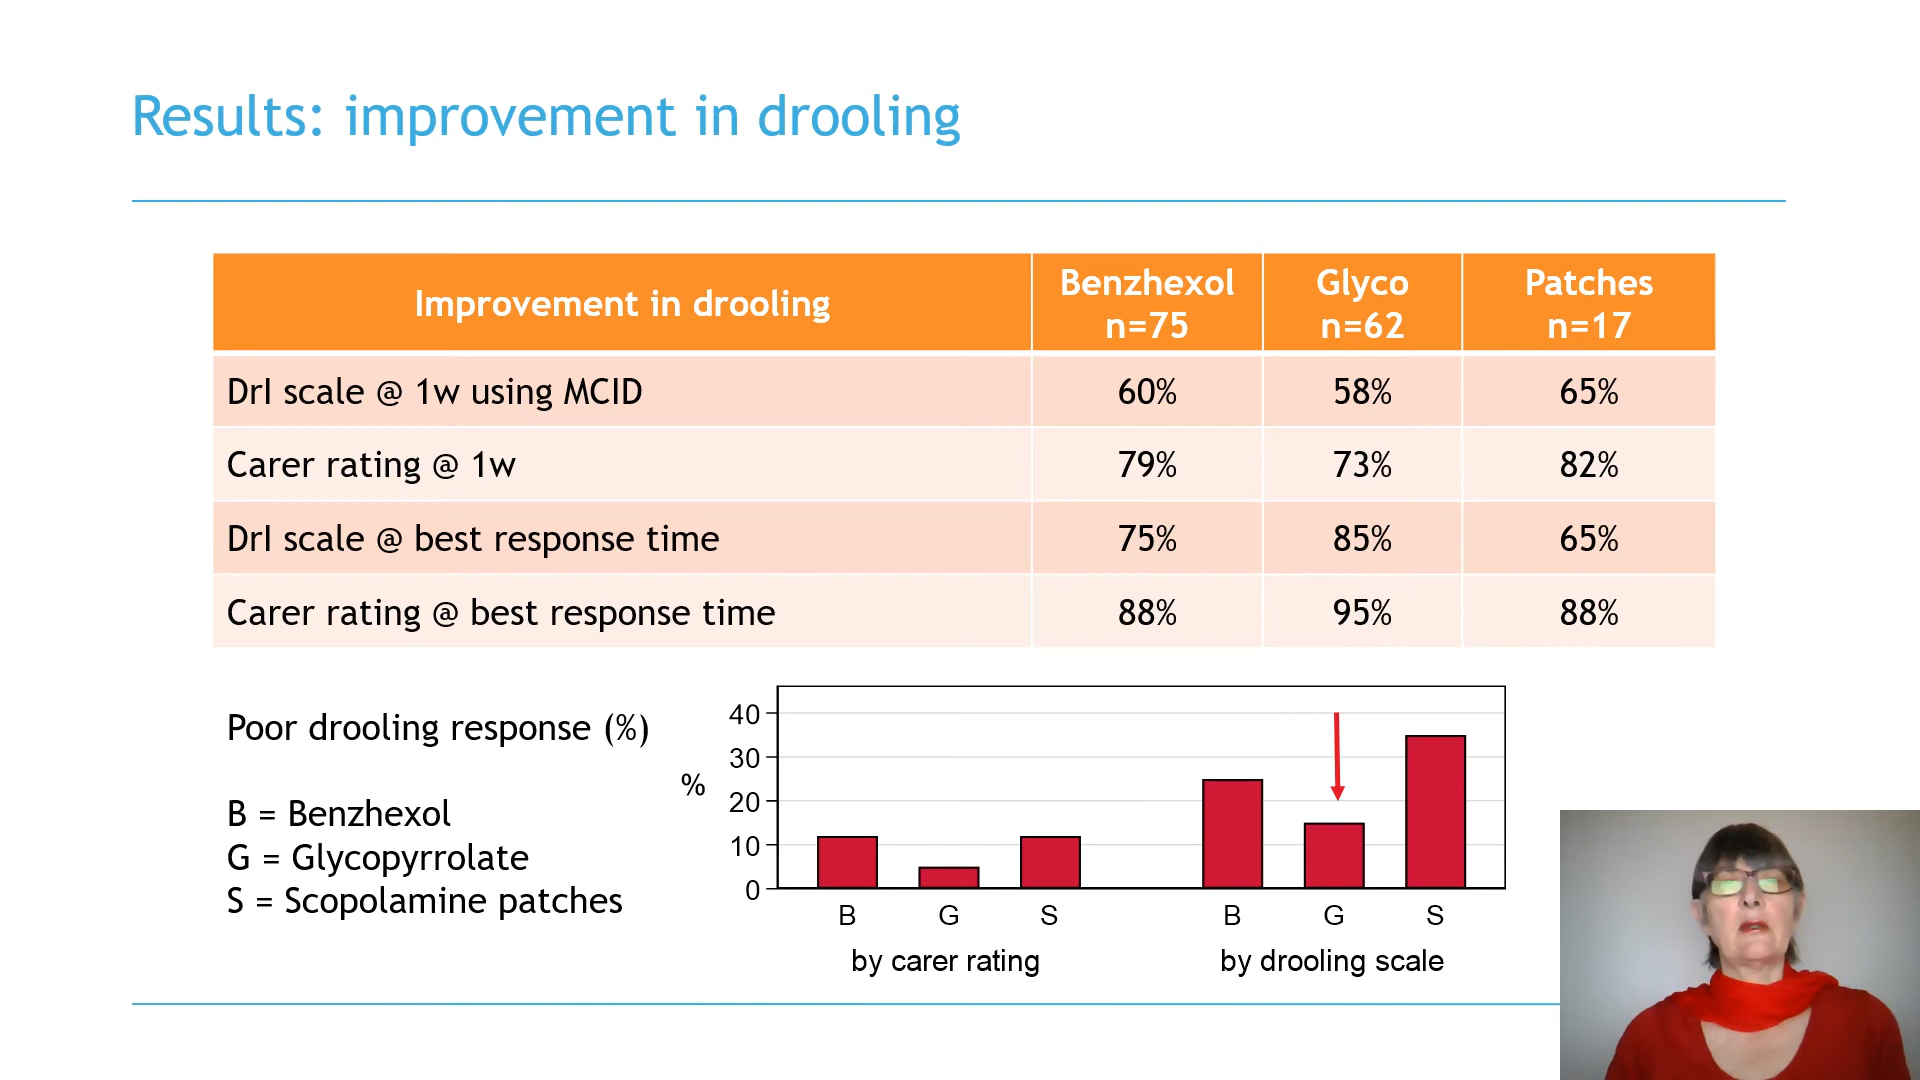 Results: improvement in drooling
Improvement in drooling
Benzhexol
n=75
Glyco
n=62
Patches
n=17
DrI scale @ 1w using MCID 60% 58% 65%
Carer rating @ 1w 79% 73% 82%
DrI scale @ best response time 75% 85% 65%
Carer rating @ best response time 88% 95% 88%
Poor drooling response (%)
B = Benzhexol
G = Glycopyrrolate
S = Scopolamine patches
%
40
30
20
10
0
B G S B G S
by carer rating by drooling scale